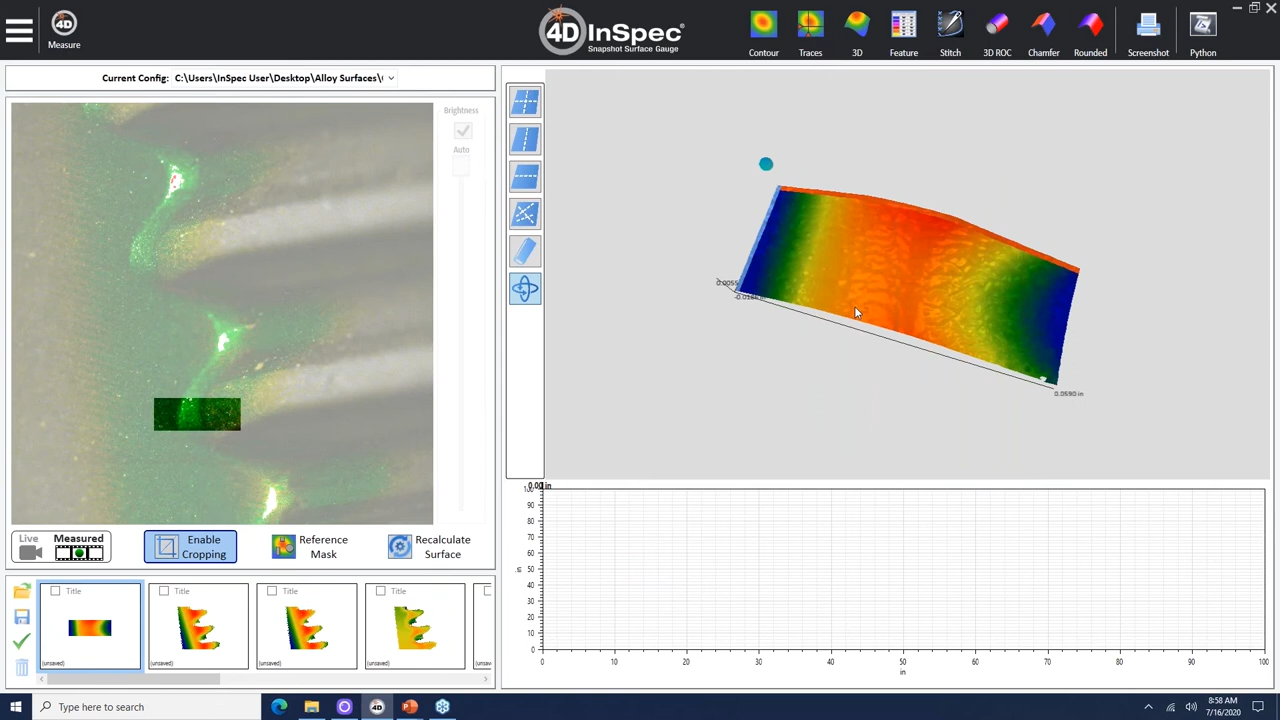 Measure
4D InSpec®
Snapshot Surface Gauge
Contour
Traces
3D
Feature
Stitch
3D ROC
Chamfer
Rounded
Screenshot
Python
Current Config: C:\Users\InSpec User\Desktop\Alloy Surfaces\
Brightness
Auto
Live
Measured
Enable
Cropping
Reference
Mask
Recalculate
Surface
Title
(unsaved)
Title
(unsaved)
Title
(unsaved)
Title
(unsaved)
0.0055
0.0590 in
0.00 in
100
90
80
70
60
50
40
30
20
10
0
in
0 10 20 30 40 50 60 70 80 90 100
in
Type here to search
4D
8:58 AM
7/16/2020